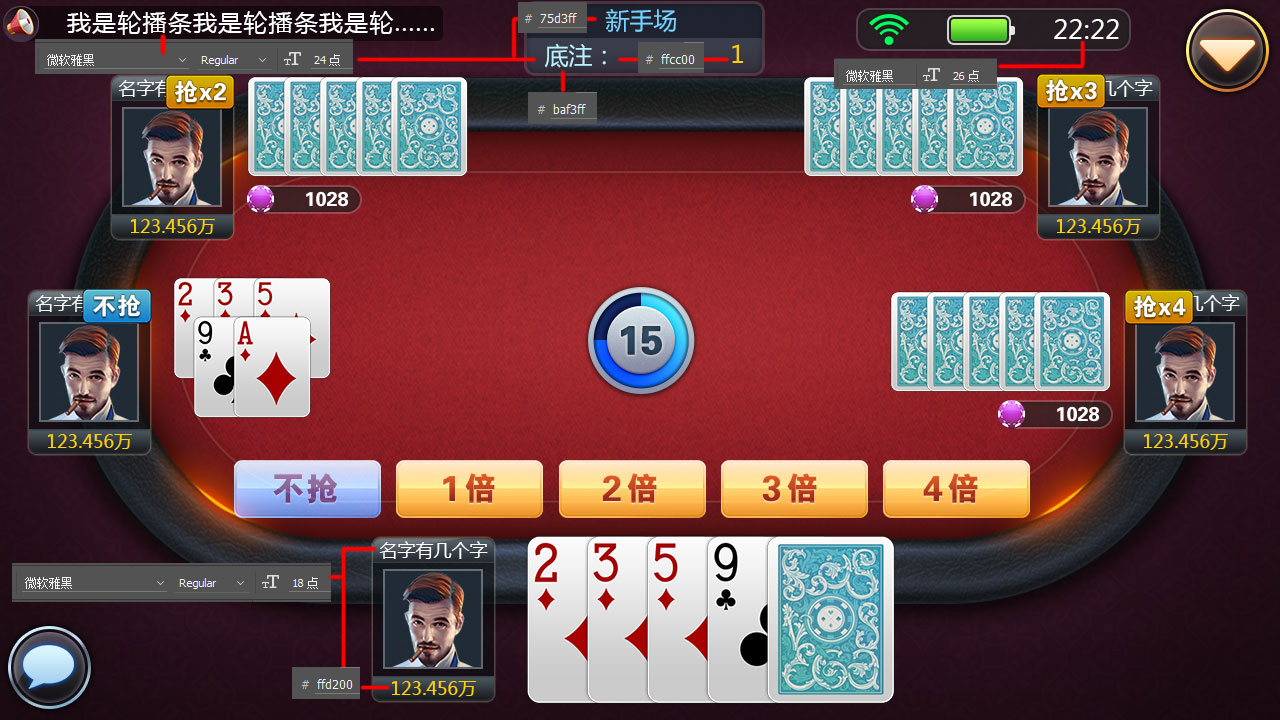 我是轮播条我是轮播条我是轮......
# 75d3ff
新手场
22:22
微软雅黑 Regular tT 24 点
底注：
# ffcc00
1
微软雅黑 tT 26 点
# baf3ff
名字有
抢x2
抢x3
几个字
1028
1028
123.456万
123.456万
名字有
不抢
2
3
5
9
A
15
抢x4
几个字
1028
123.456万
123.456万
不抢
1倍
2倍
3倍
4倍
名字有几个字
微软雅黑 Regular tT 18 点
2
3
5
9
# ffd200
123.456万